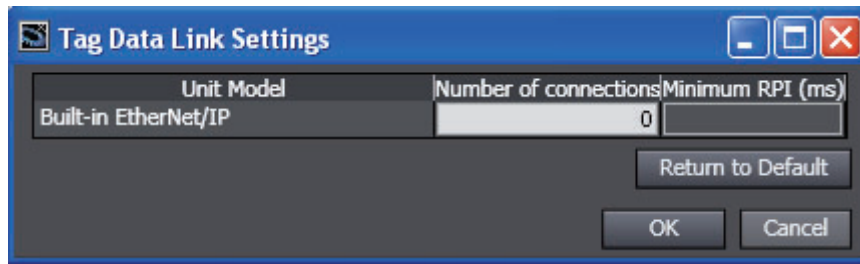 Tag Data Link Settings
Unit Model Number of connections Minimum RPI (ms)
Built-in EtherNet/IP 0
Return to Default
OK Cancel